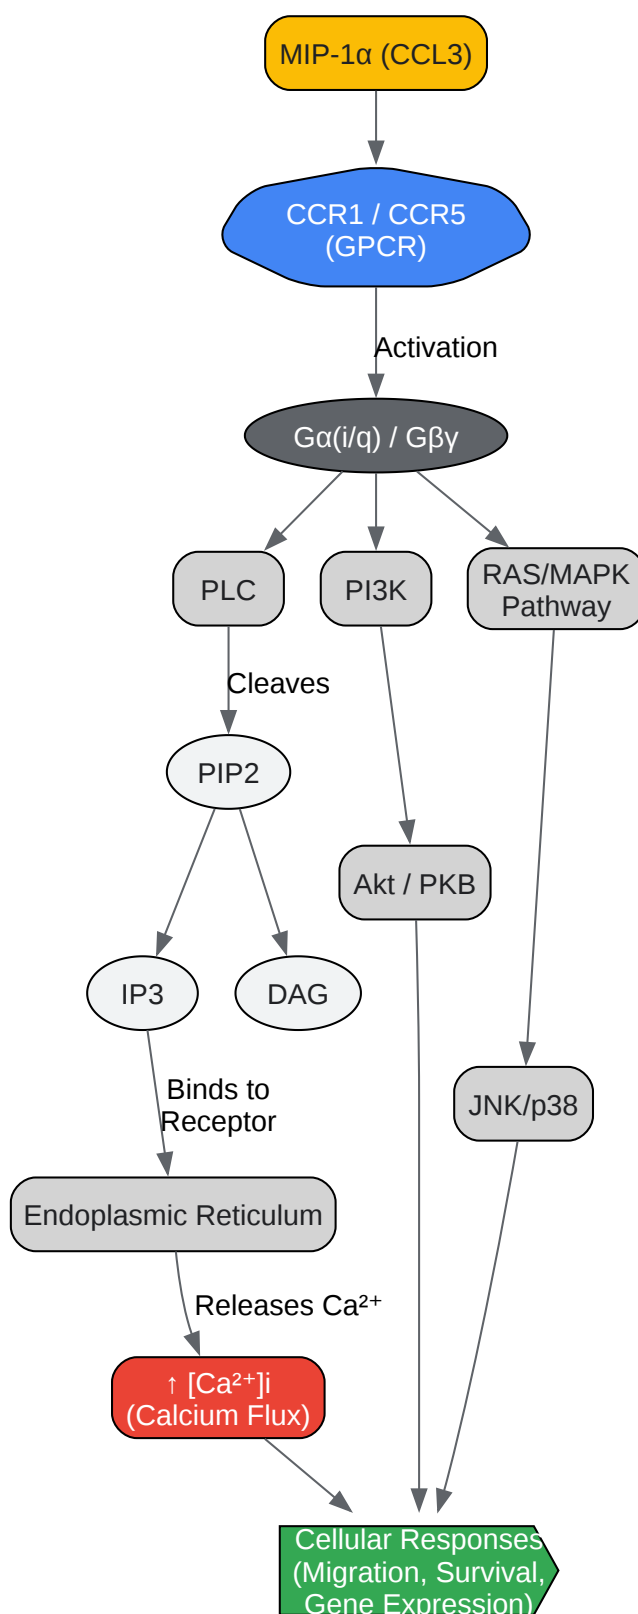 MIP-1α (CCL3)
CCR1 / CCR5
(GPCR)
Activation
Gα(i/q) / Gβγ
PLC
PI3K
RAS/MAPK
Pathway
Cleaves
PIP2
Akt / PKB
IP3
DAG
Binds to
Receptor
JNK/p38
Endoplasmic Reticulum
Releases Ca²⁺
↑ [Ca²⁺]i
(Calcium Flux)
Cellular Responses
(Migration, Survival,
Gene Expression)